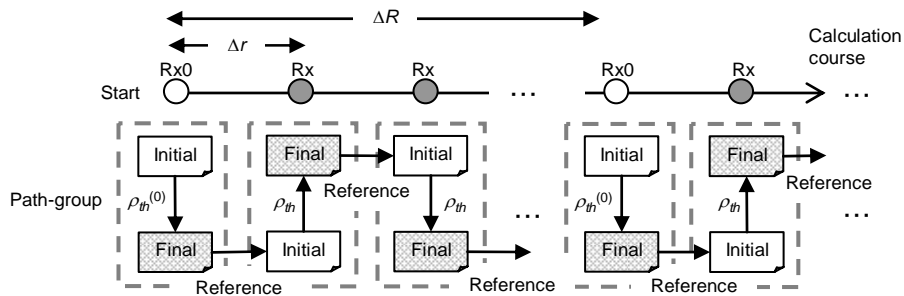 ΔR
Δr
Calculation course
Start Rx0 Rx Rx ... Rx0 Rx ...
Path-group
Initial Final Initial Initial Final
Reference Reference
ρth(0) ρth ρth ... ρth(0) ρth ...
Final Initial Final Final Initial
Reference Reference Reference